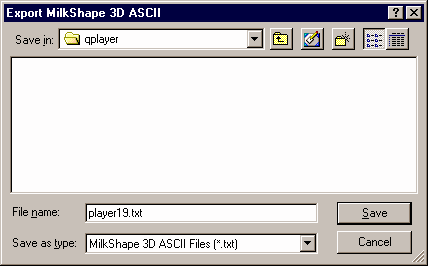 Export MilkShape 3D ASCII
Save in: qplayer
File name: player19.txt Save
Save as type: MilkShape 3D ASCII Files (*.txt) Cancel